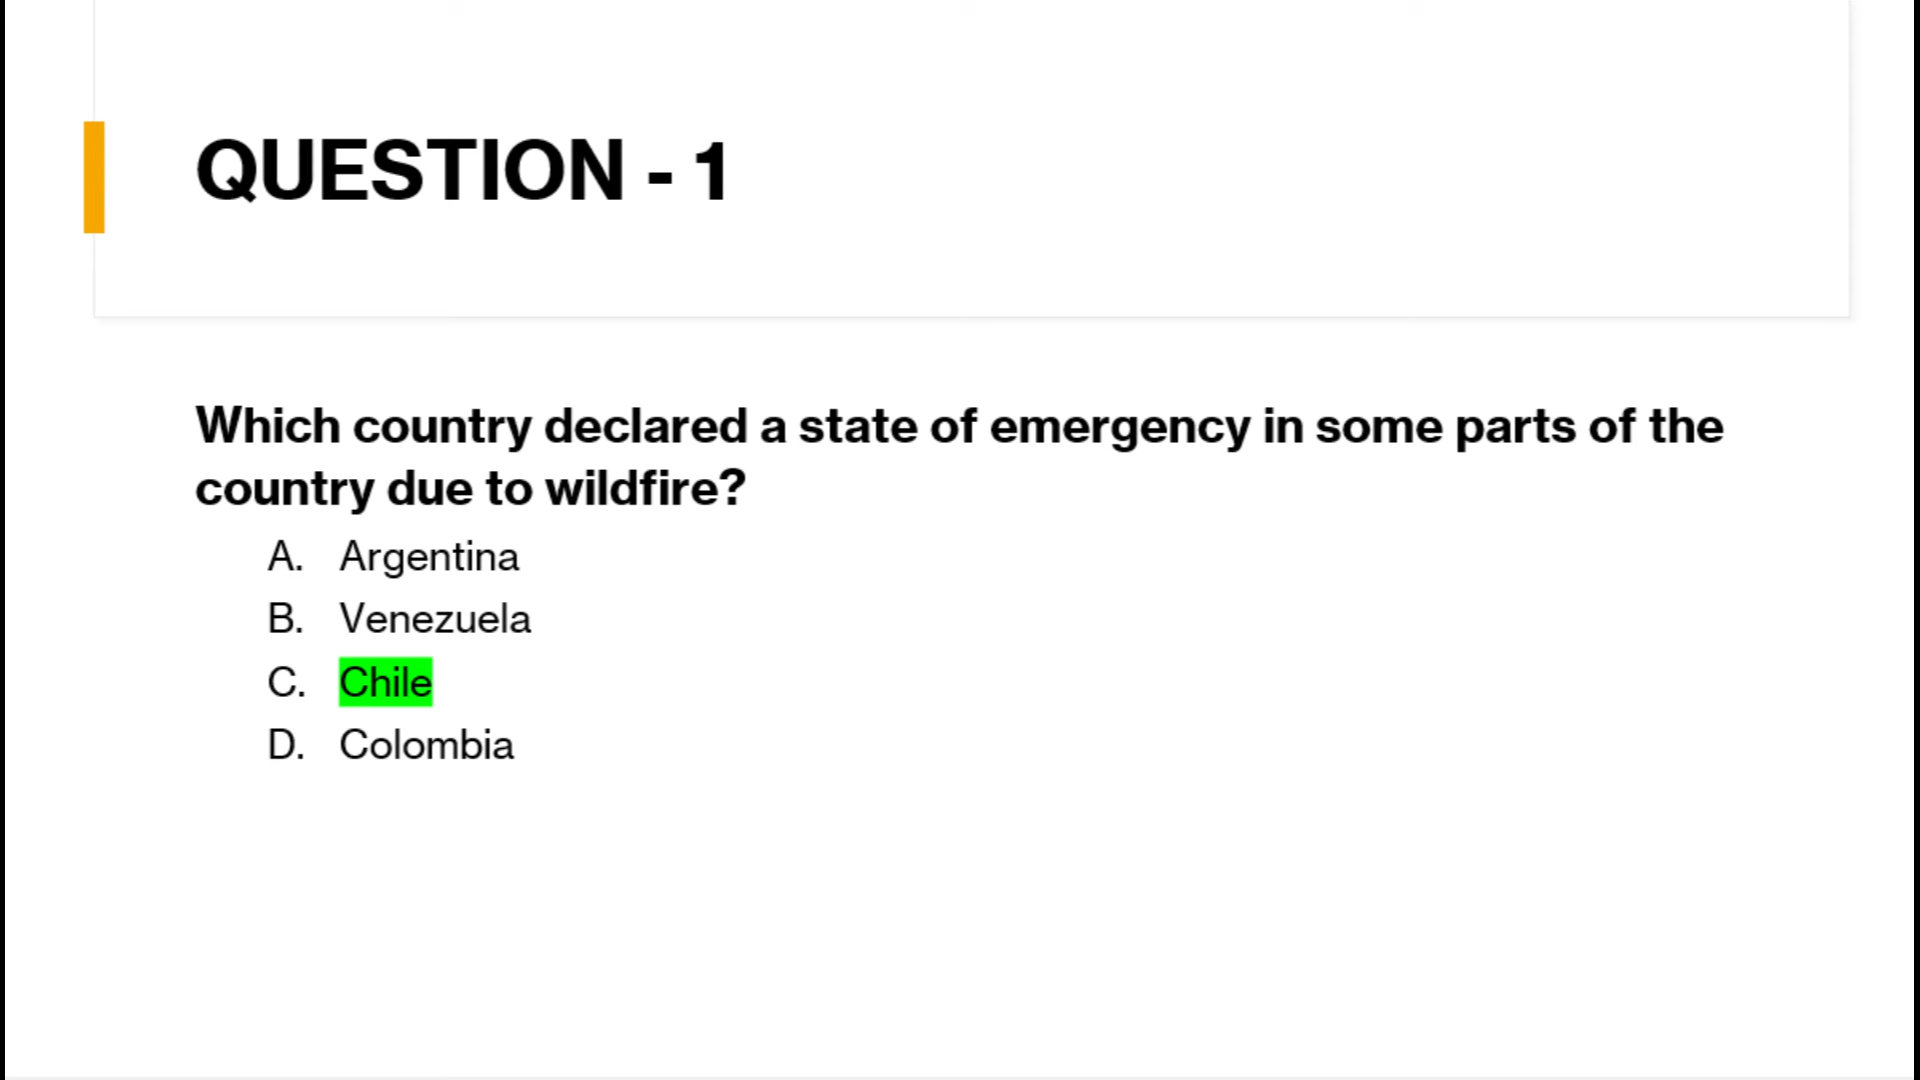 QUESTION - 1
Which country declared a state of emergency in some parts of the
country due to wildfire?
A. Argentina
B. Venezuela
C. Chile
D. Colombia